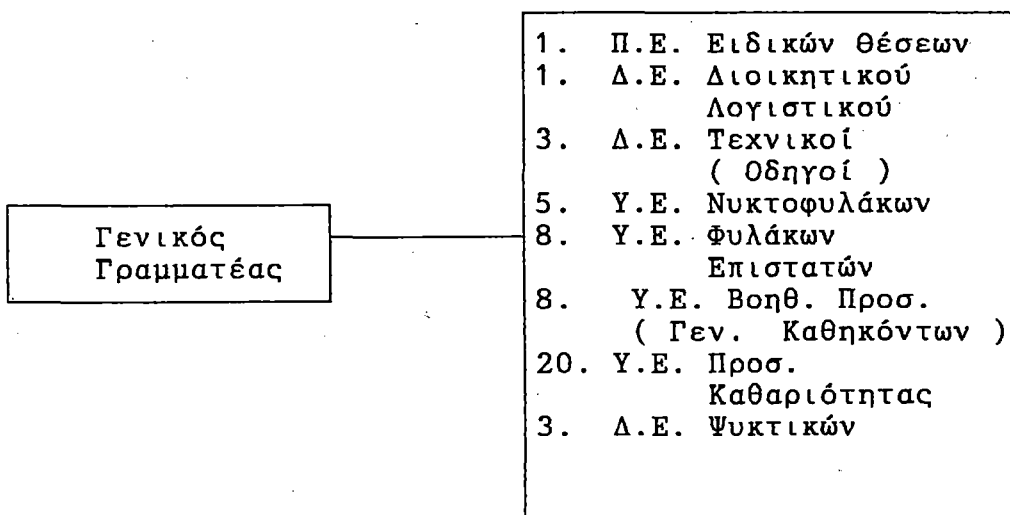 Γενικός
Γραμματέας
1. Π.Ε. Ειδικών θέσεων
1. Δ.Ε. Διοικητικού
Λογιστικού
3. Δ.Ε. Τεχνικοί
( Οδηγοί )
5. Υ.Ε. Νυκτοφυλάκων
8. Υ.Ε. Φυλάκων
Επιστατών
8. Υ.Ε. Βοηθ. Προσ.
( Γεν. Καθηκόντων )
20. Υ.Ε. Προσ.
Καθαριότητας
3. Δ.Ε. Ψυκτικών